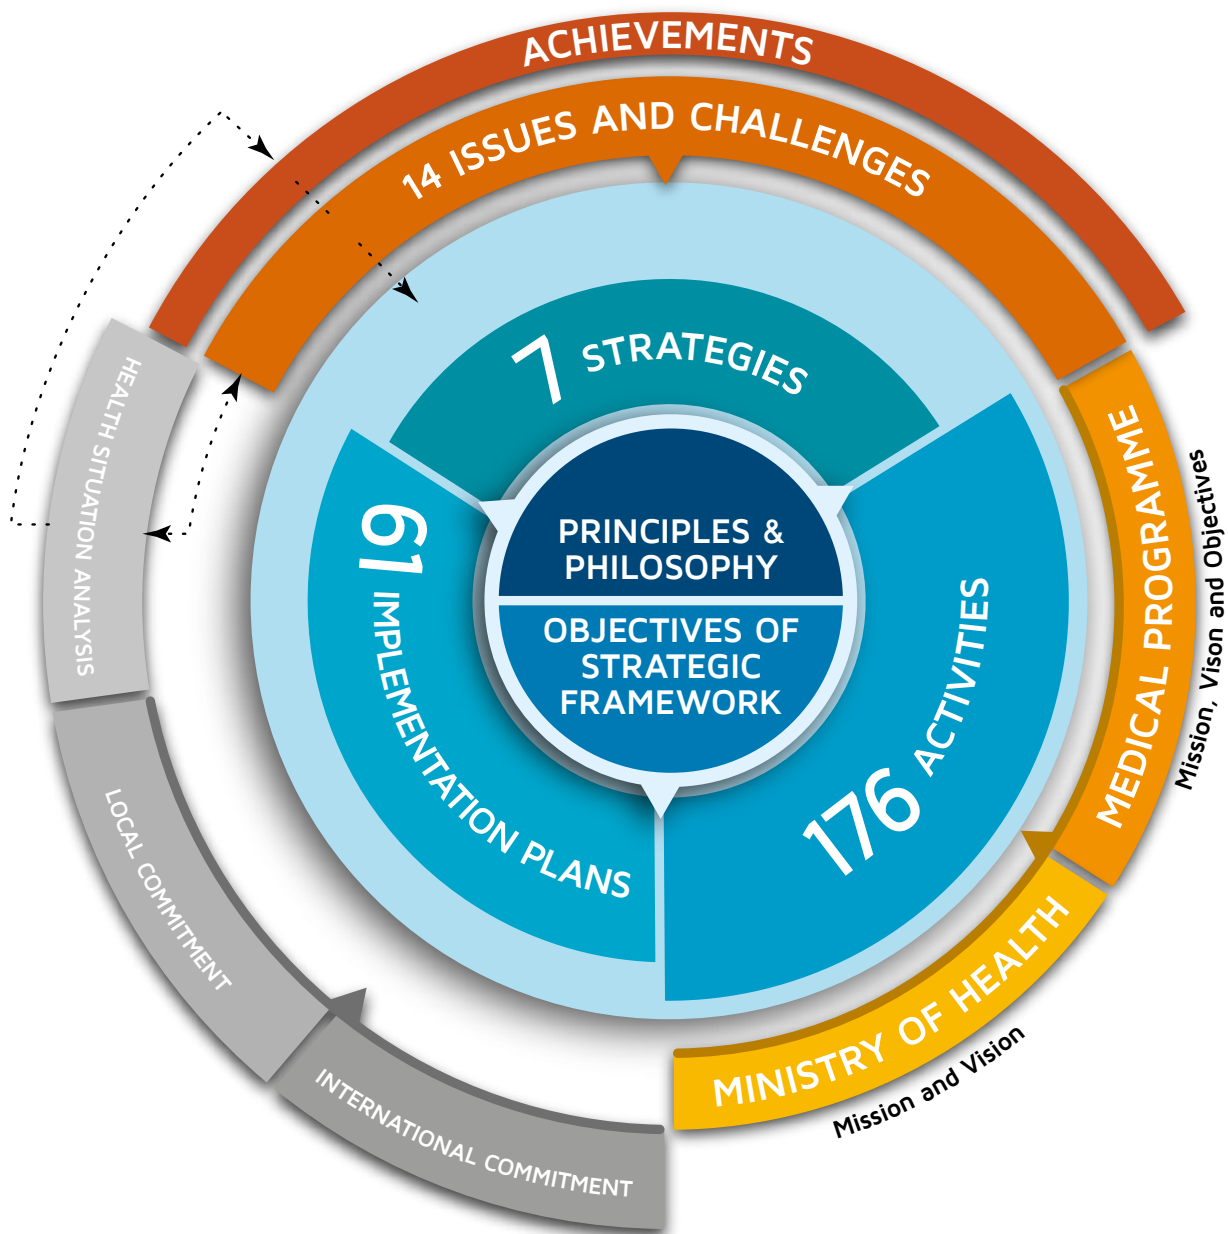 ACHIEVEMENTS
14 ISSUES AND CHALLENGES
7 STRATEGIES
HEALTH SITUATION ANALYSIS
MEDICAL PROGRAMME
Mission, Vison and Objectives
61 IMPLEMENTATION PLANS
PRINCIPLES &
PHILOSOPHY
OBJECTIVES OF
STRATEGIC
FRAMEWORK
176 ACTIVITIES
LOCAL COMMITMENT
MINISTRY OF HEALTH
Mission and Vision
INTERNATIONAL COMMITMENT